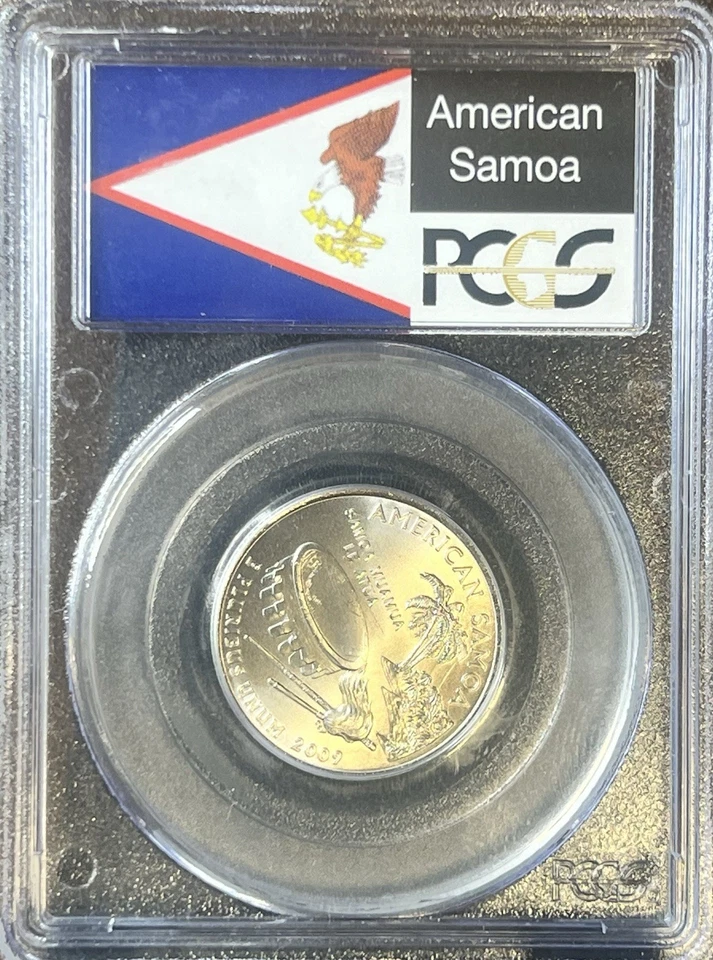 American
Samoa
PCGS
AMERICAN SAMOA
SAMOA MUAMUA
LE ATUA
E PLURIBUS UNUM 2009
PCGS